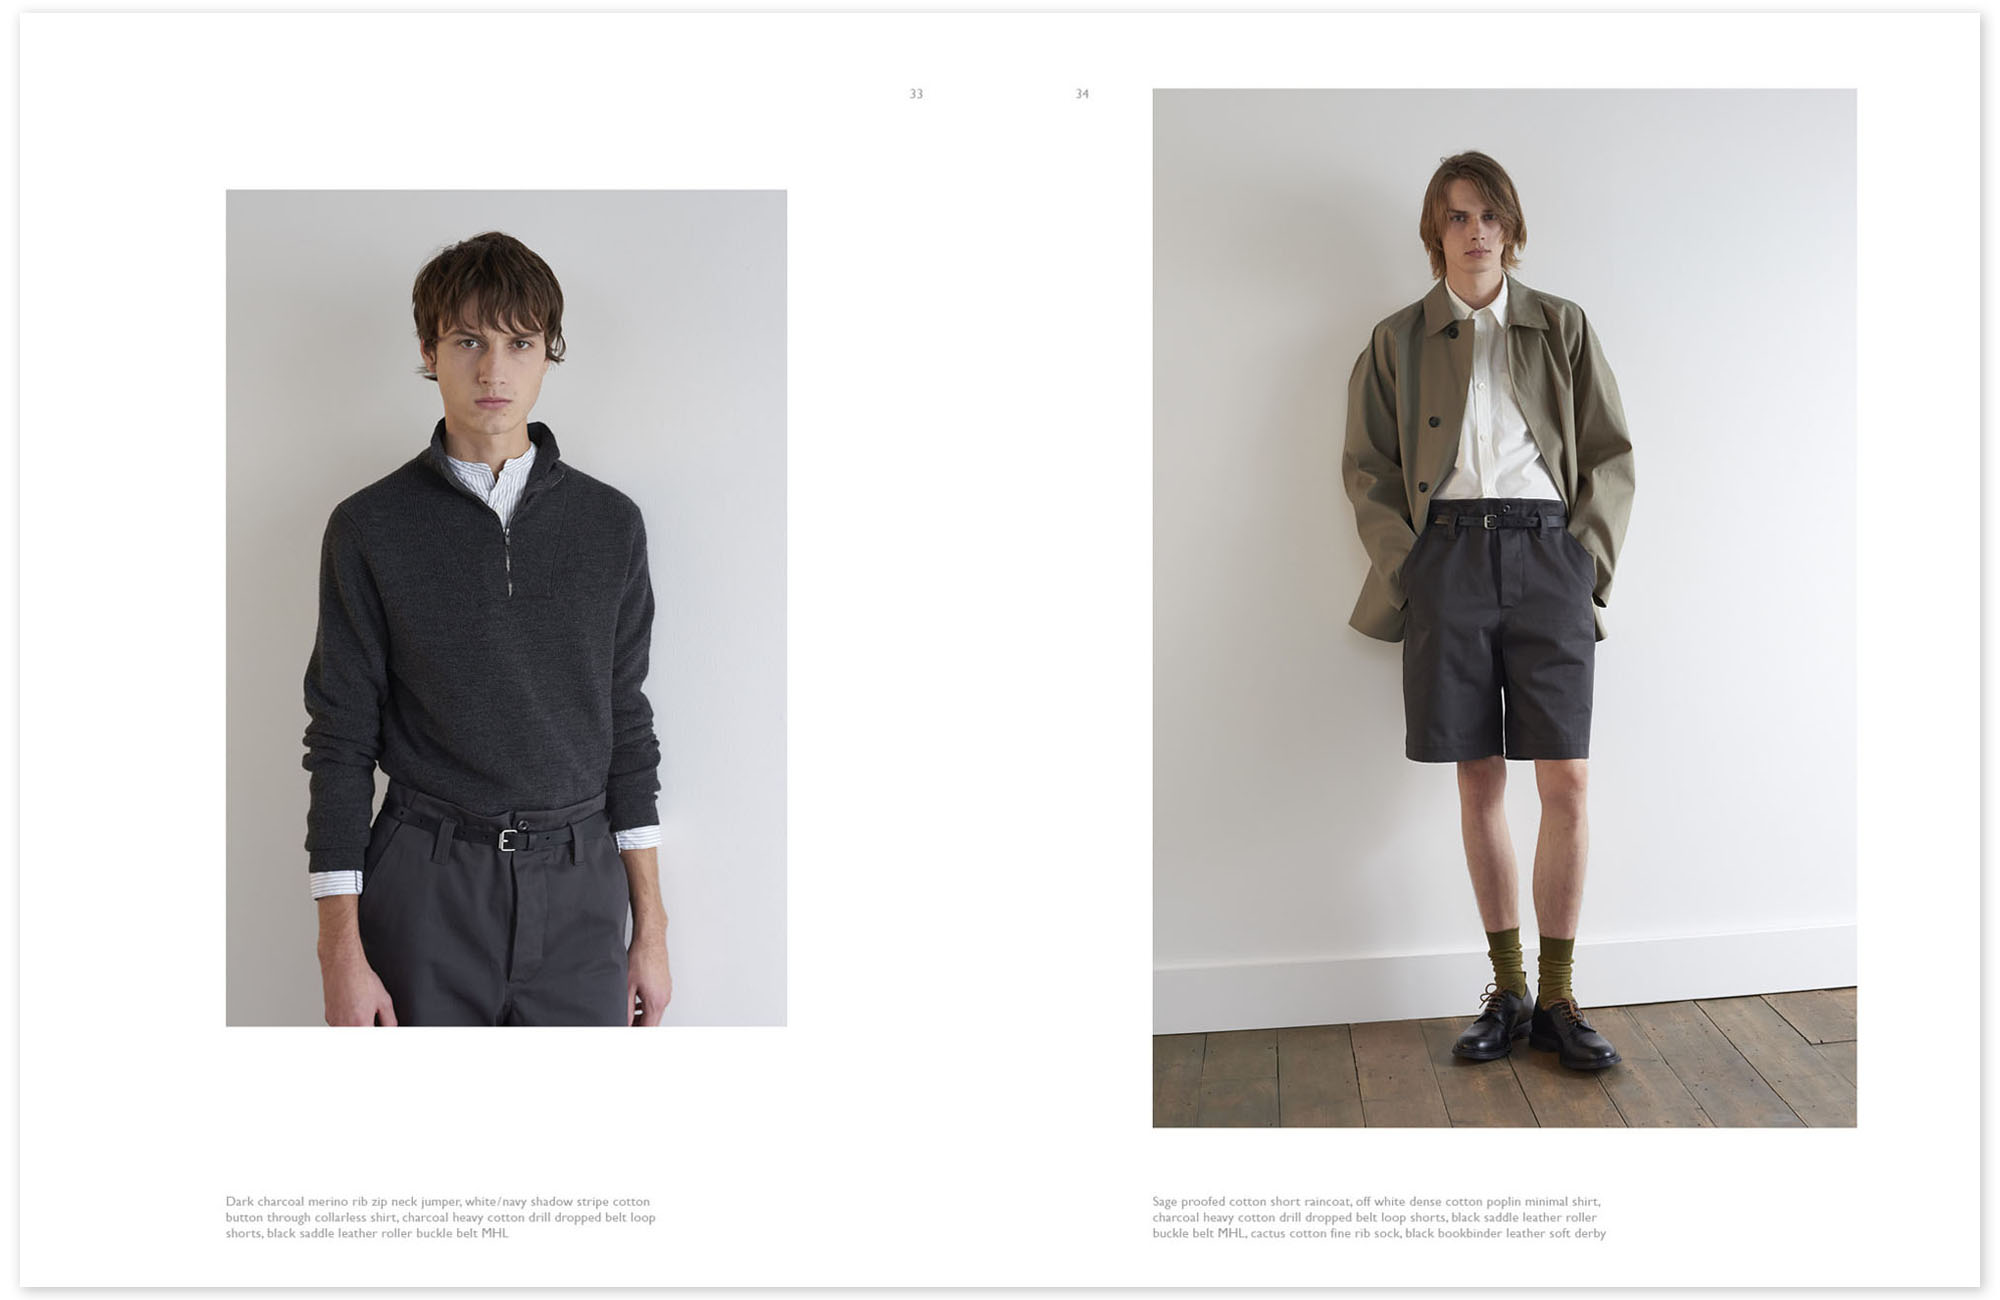 33
34
Dark charcoal merino rib zip neck jumper, white/navy shadow stripe cotton
button through collarless shirt, charcoal heavy cotton drill dropped belt loop
shorts, black saddle leather roller buckle belt MHL
Sage proofed cotton short raincoat, off white dense cotton poplin minimal shirt,
charcoal heavy cotton drill dropped belt loop shorts, black saddle leather roller
buckle belt MHL, cactus cotton fine rib sock, black bookbinder leather soft derby